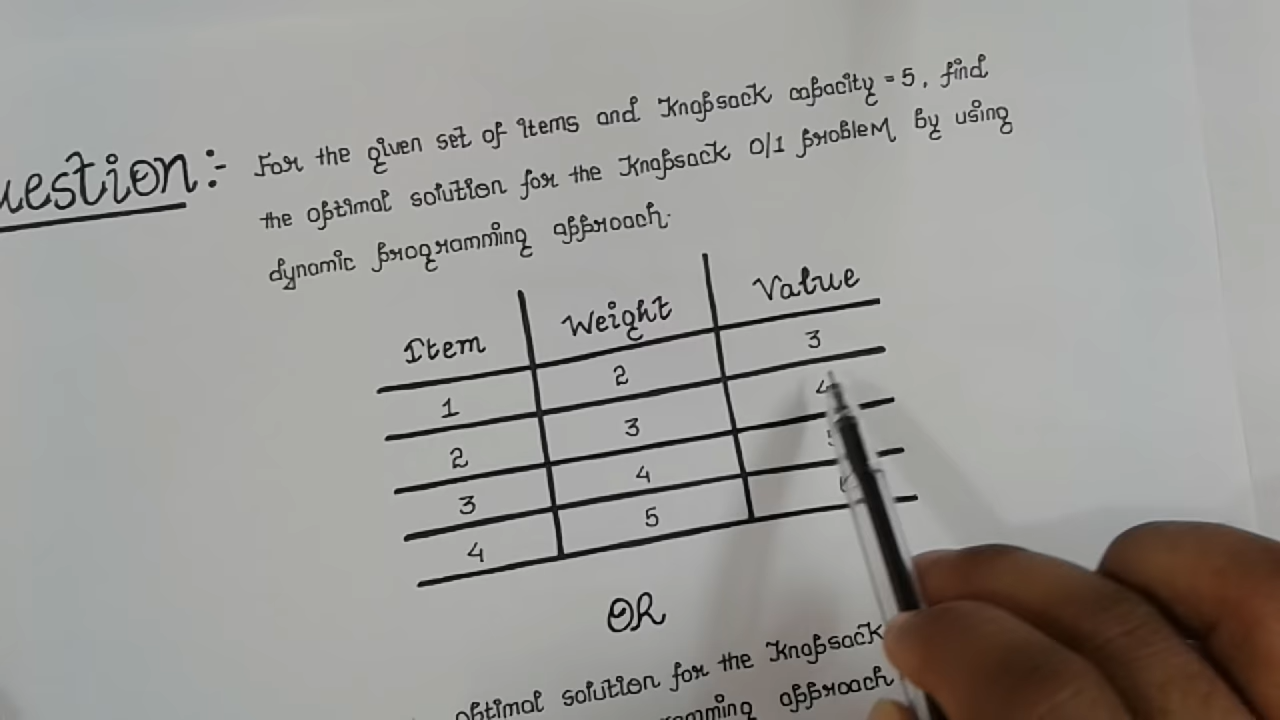 uestion:-
For the given set of items and Knapsack capacity = 5, find
the optimal solution for the Knapsack 0/1 problem by using
dynamic programming approach.
Item Weight Value
1 2 3
2 3 4
3 4 5
4 5
OR
optimal solution for the Knapsack
approach